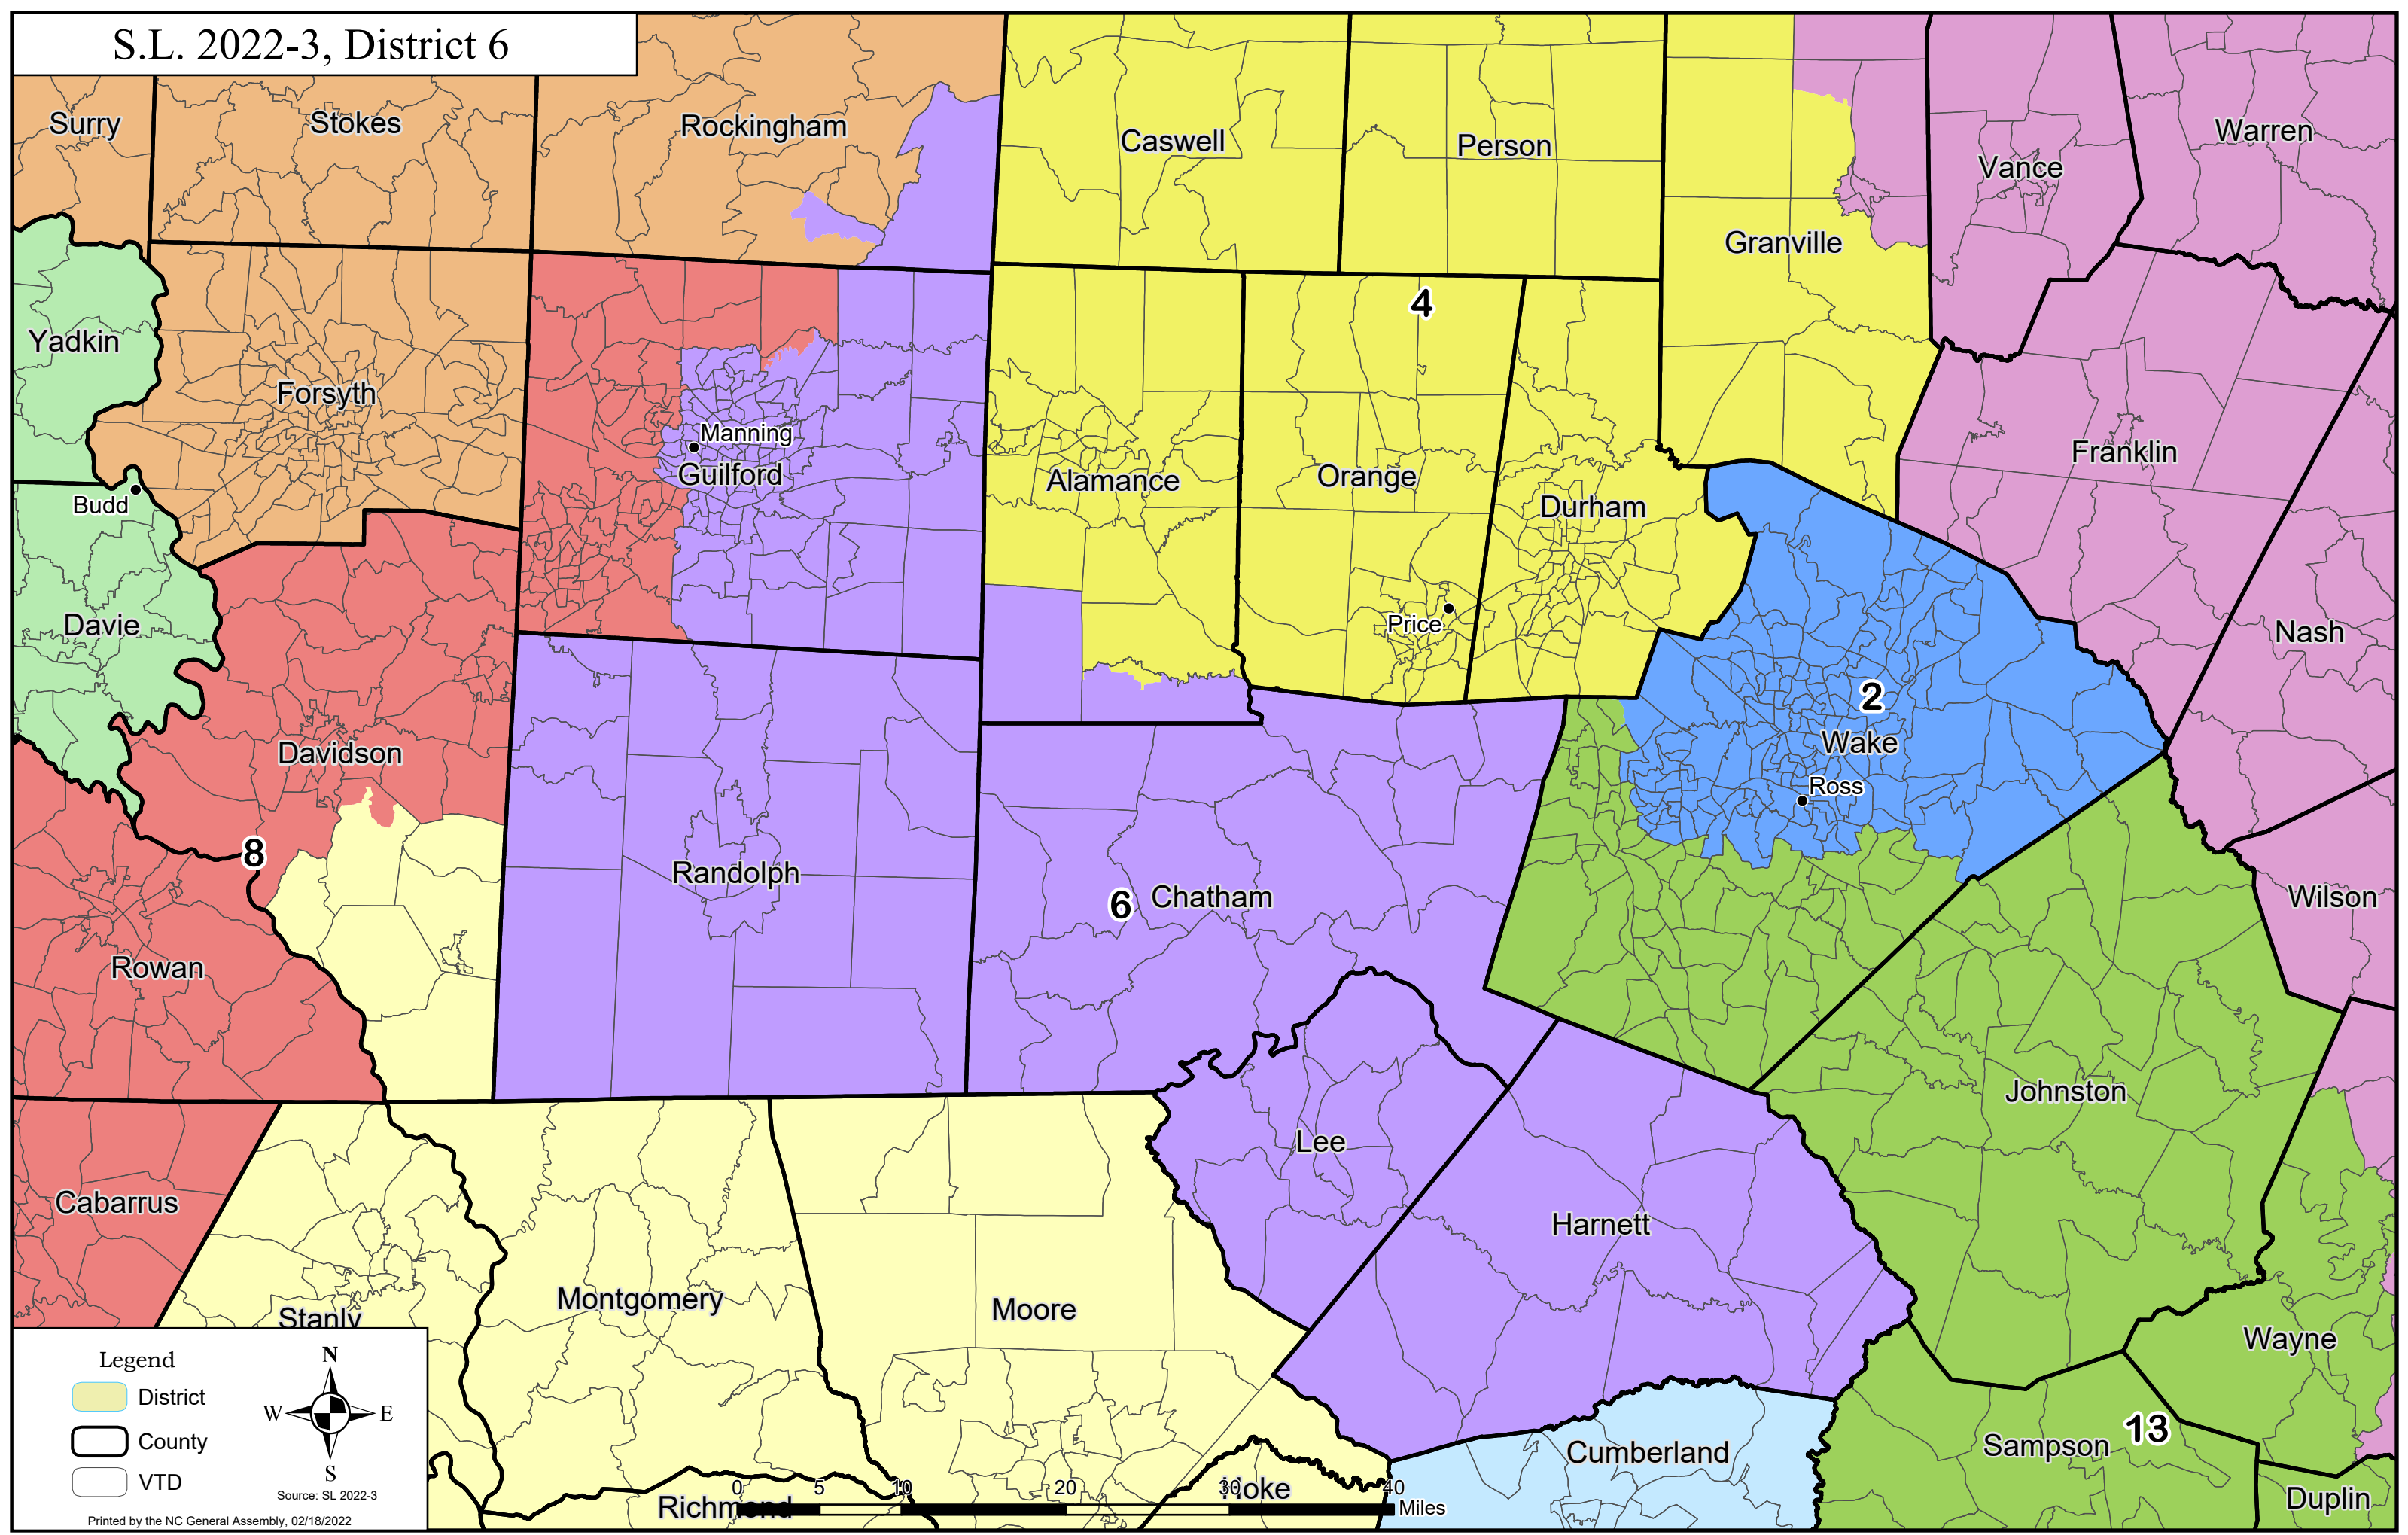 S.L. 2022-3, District 6
Surry
Stokes
Rockingham
Caswell
Person
Granville
Vance
Warren
Yadkin
Forsyth
Manning
Guilford
4
Alamance
Orange
Durham
Franklin
Budd
Davie
Price
Nash
Davidson
2
Wake
Ross
8
Randolph
6
Chatham
Wilson
Rowan
Lee
Johnston
Cabarrus
Harnett
Stanly
Montgomery
Moore
Wayne
Cumberland
Sampson
13
Richmond
Hoke
Duplin
0 5 10 20 30 40
Miles
Legend
District
County
VTD
N
W E
S
Source: SL 2022-3
Printed by the NC General Assembly, 02/18/2022